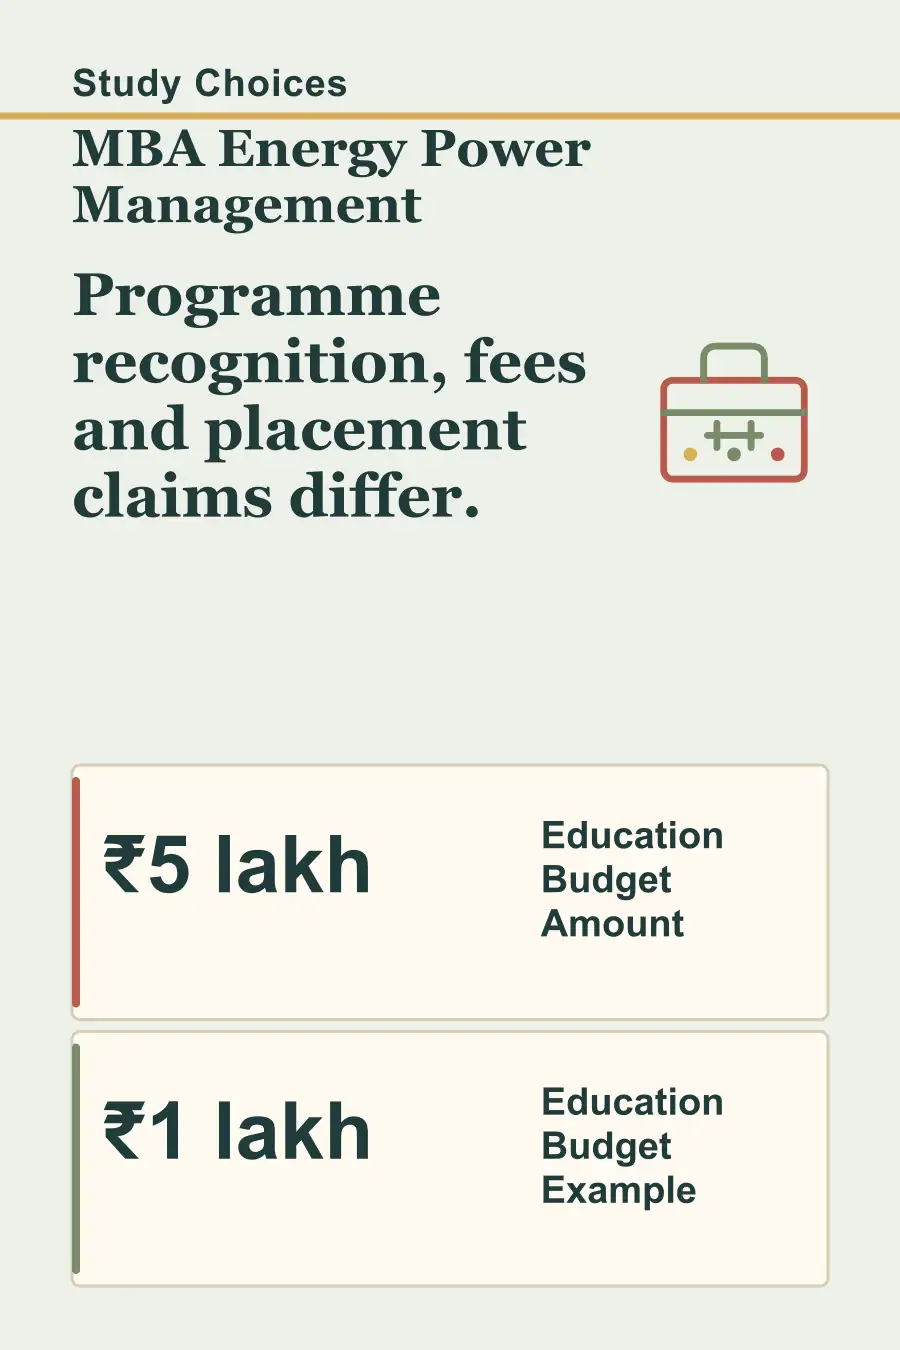 Study Choices
MBA Energy Power
Management
Programme
recognition, fees
and placement
claims differ.
₹5 lakh
Education
Budget
Amount
₹1 lakh
Education
Budget
Example